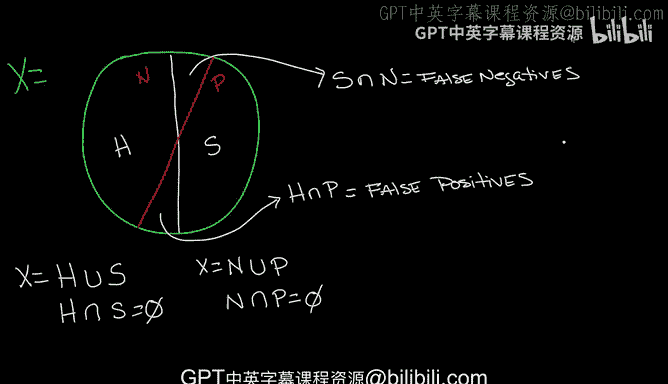 GPT中英字幕课程资源@bilibili.com
GPT中英字幕课程资源 bilibili
X=
N
P
H
S
S∩N = FALSE Negatives
H∩P = FALSE Positives
X = H∪S
H∩S=∅
X = N∪P
N∩P=∅
GPT中英字幕课程资源@bilibili.com